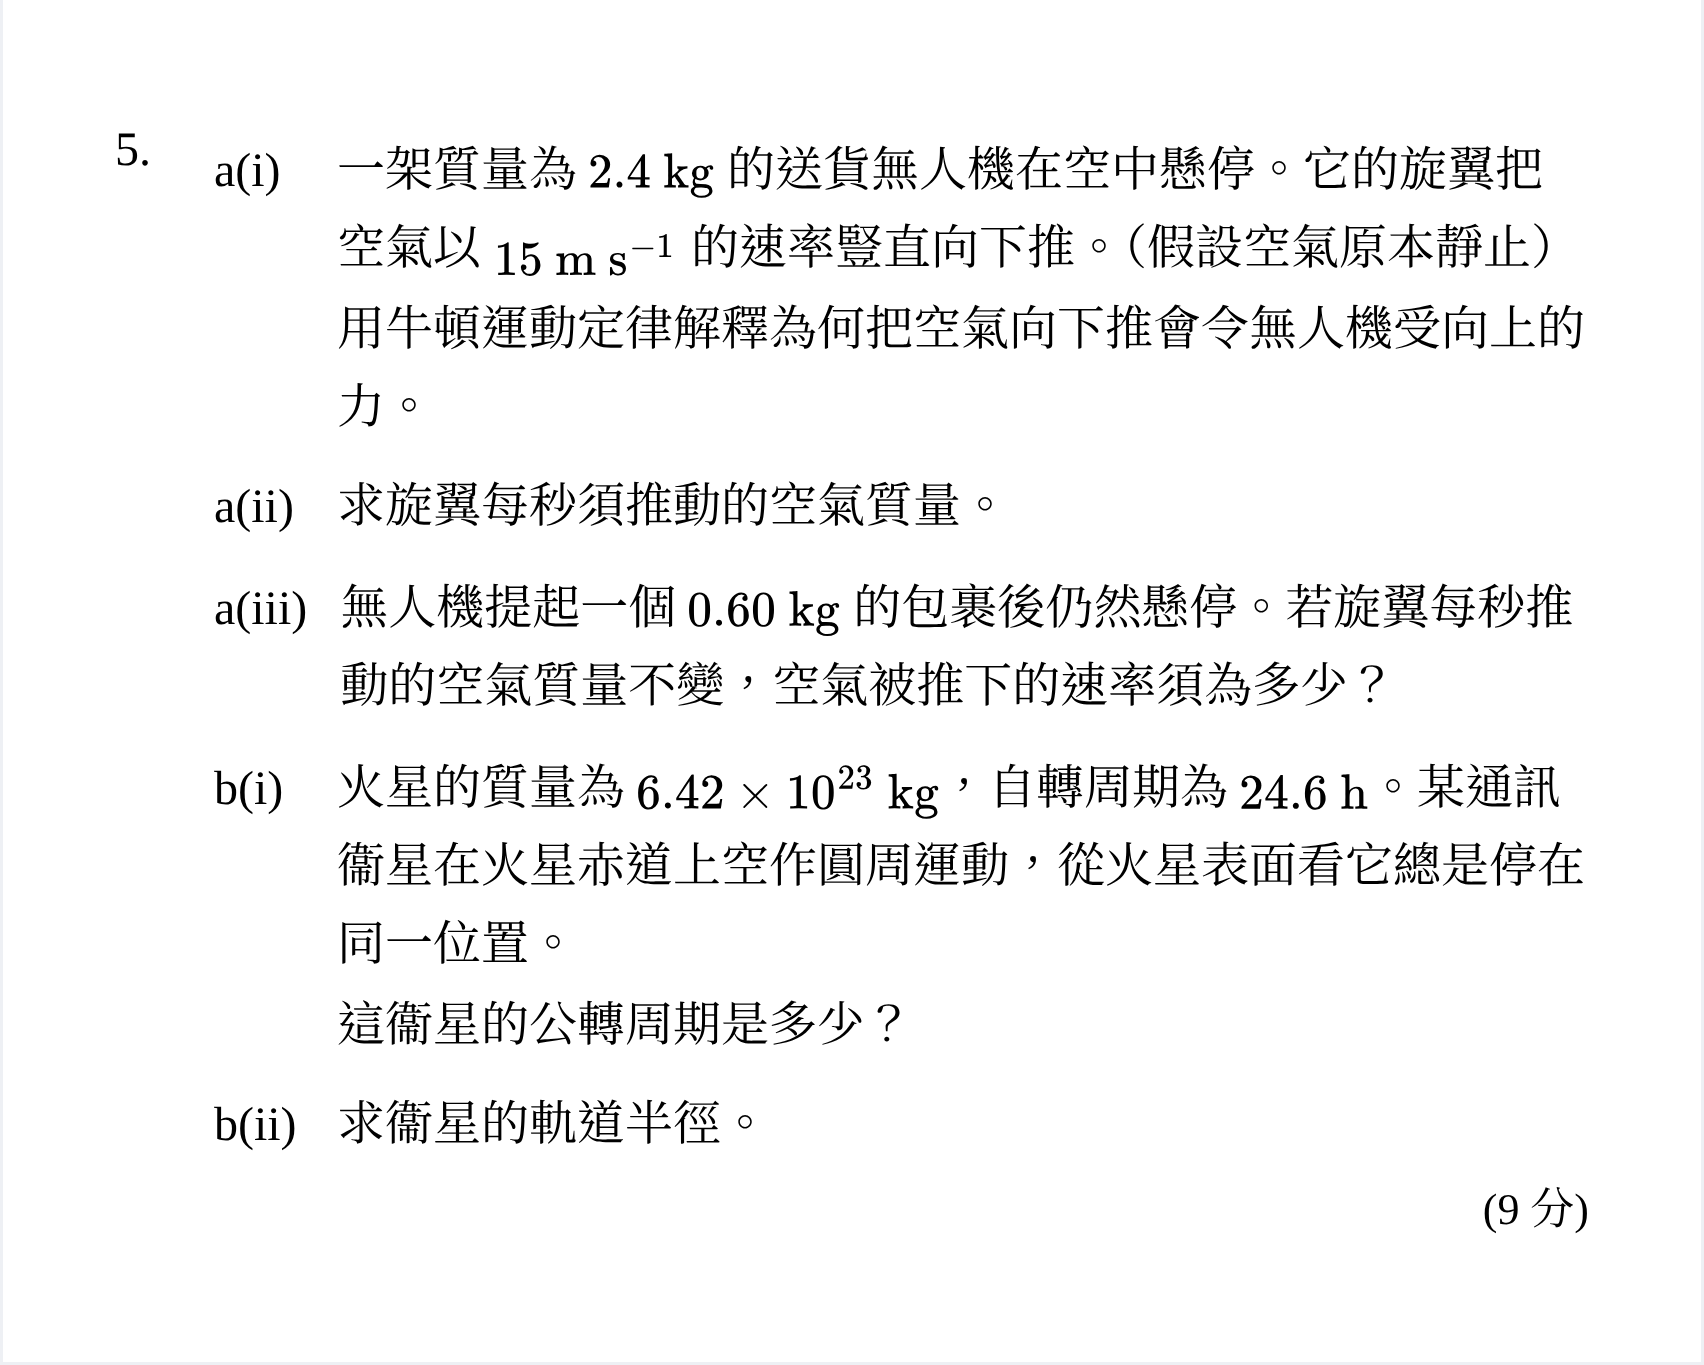 5. a(i) 一架質量為 2.4 kg 的送貨無人機在空中懸停。它的旋翼把
空氣以 15 m s⁻¹ 的速率豎直向下推。（假設空氣原本靜止）
用牛頓運動定律解釋為何把空氣向下推會令無人機受向上的
力。
a(ii) 求旋翼每秒須推動的空氣質量。
a(iii) 無人機提起一個 0.60 kg 的包裹後仍然懸停。若旋翼每秒推
動的空氣質量不變，空氣被推下的速率須為多少？
b(i) 火星的質量為 6.42 × 10²³ kg，自轉周期為 24.6 h。某通訊
衞星在火星赤道上空作圓周運動，從火星表面看它總是停在
同一位置。
這衞星的公轉周期是多少？
b(ii) 求衞星的軌道半徑。
(9 分)